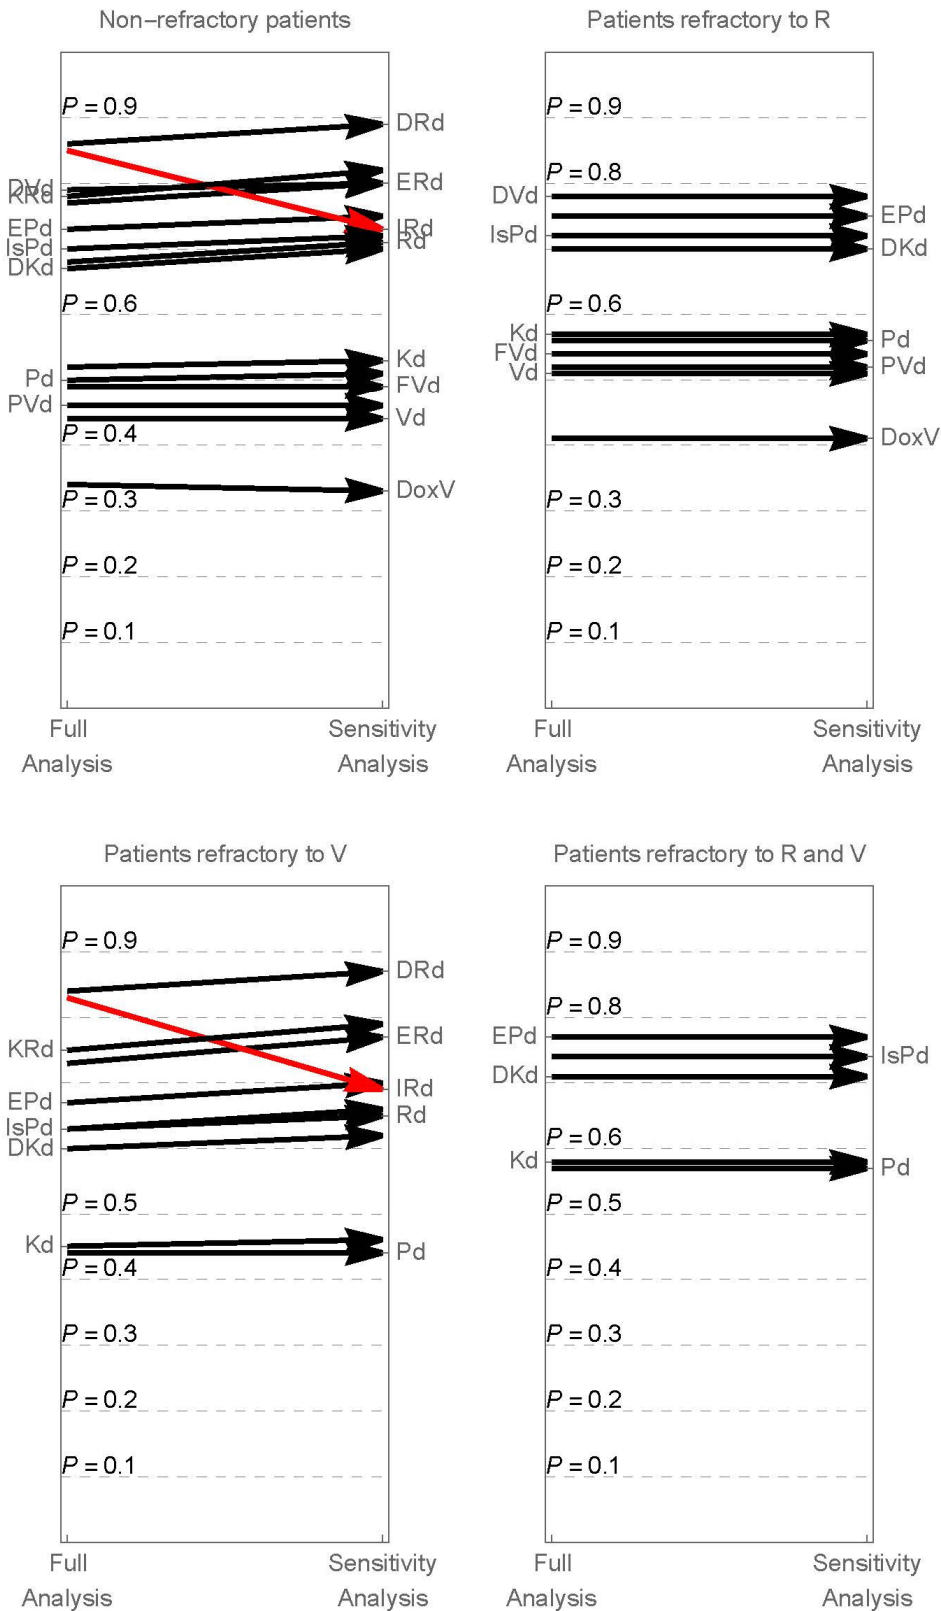 Non–refractory patients
P = 0.9
DRd
DVd
KRd
ERd
EPd
IRd
Rd
IsPd
DKd
P = 0.6
Kd
Pd
FVd
PVd
Vd
P = 0.4
DoxV
P = 0.3
P = 0.2
P = 0.1
Full
Analysis
Sensitivity
Analysis
Patients refractory to R
P = 0.9
P = 0.8
DVd
EPd
IsPd
DKd
P = 0.6
Kd
Pd
FVd
PVd
Vd
DoxV
P = 0.3
P = 0.2
P = 0.1
Full
Analysis
Sensitivity
Analysis
Patients refractory to V
P = 0.9
DRd
KRd
ERd
EPd
IRd
Rd
IsPd
DKd
P = 0.5
Kd
Pd
P = 0.4
P = 0.3
P = 0.2
P = 0.1
Full
Analysis
Sensitivity
Analysis
Patients refractory to R and V
P = 0.9
P = 0.8
EPd
IsPd
DKd
P = 0.6
Kd
Pd
P = 0.5
P = 0.4
P = 0.3
P = 0.2
P = 0.1
Full
Analysis
Sensitivity
Analysis